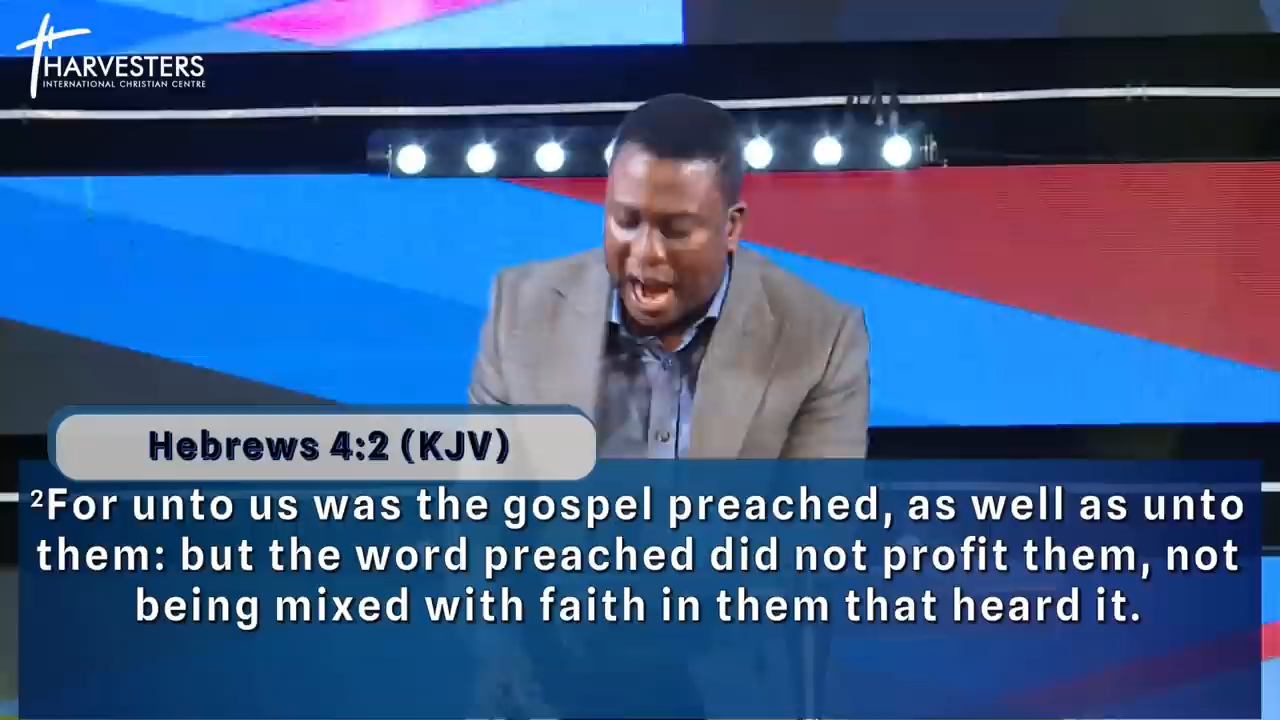 HARVESTERS
INTERNATIONAL CHRISTIAN CENTRE
Hebrews 4:2 (KJV)
²For unto us was the gospel preached, as well as unto
them: but the word preached did not profit them, not
being mixed with faith in them that heard it.